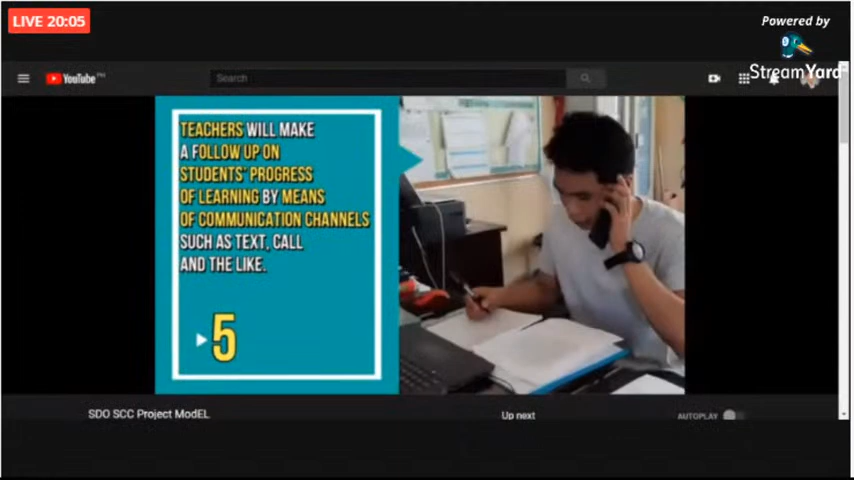 LIVE 20:05
Powered by
StreamYard
YouTube
Search
TEACHERS WILL MAKE
A FOLLOW UP ON
STUDENTS' PROGRESS
OF LEARNING BY MEANS
OF COMMUNICATION CHANNELS
SUCH AS TEXT, CALL
AND THE LIKE.
5
SDO SCC Project ModEL
Up next
AUTOPLAY